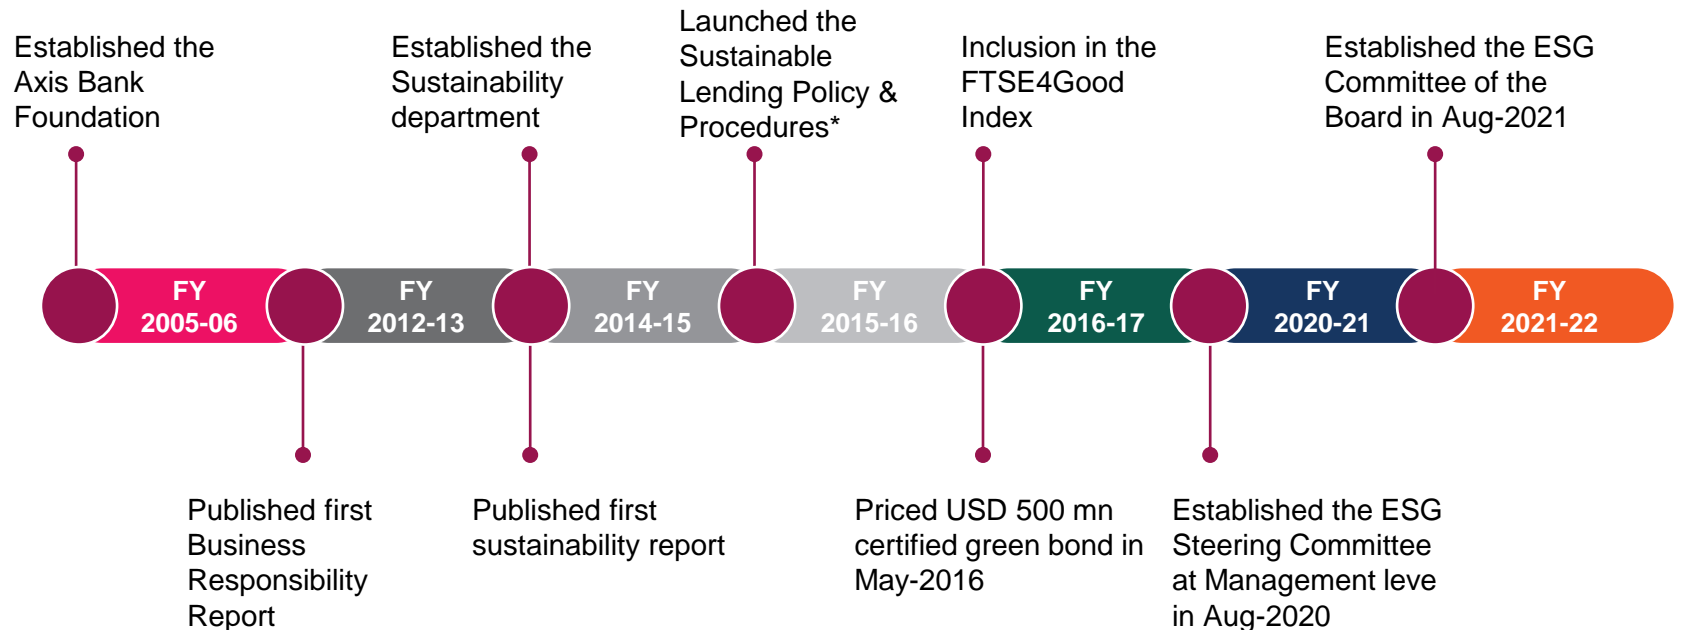 Established the
Axis Bank
Foundation
Established the
Sustainability
department
Launched the
Sustainable
Lending Policy &
Procedures*
Inclusion in the
FTSE4Good
Index
Established the ESG
Committee of the
Board in Aug-2021
FY
2005-06
FY
2012-13
FY
2014-15
FY
2015-16
FY
2016-17
FY
2020-21
FY
2021-22
Published first
Business
Responsibility
Report
Published first
sustainability report
Priced USD 500 mn
certified green bond in
May-2016
Established the ESG
Steering Committee
at Management leve
in Aug-2020